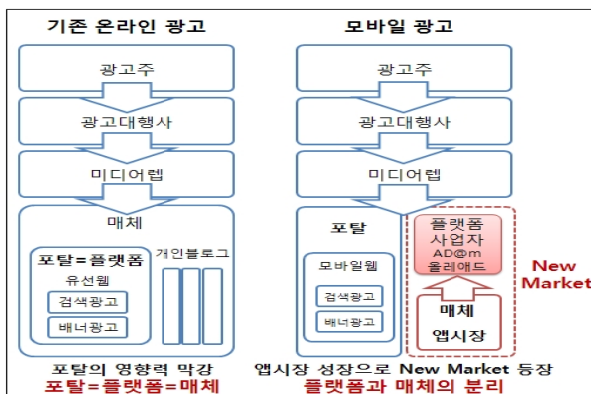 기존 온라인 광고
광고주
광고대행사
미디어렙
매체
포탈=플랫폼
유선웹
검색광고
배너광고
개인블로그
포탈의 영향력 막강
포탈=플랫폼=매체
모바일 광고
광고주
광고대행사
미디어렙
포탈
모바일웹
검색광고
배너광고
플랫폼
사업자
AD@m
올레애드
매체
앱시장
New
Market
앱시장 성장으로 New Market 등장
플랫폼과 매체의 분리